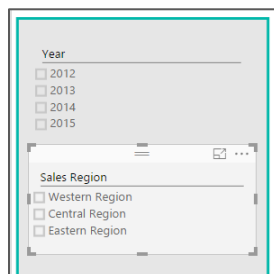 Year
2012
2013
2014
2015
Sales Region
Western Region
Central Region
Eastern Region